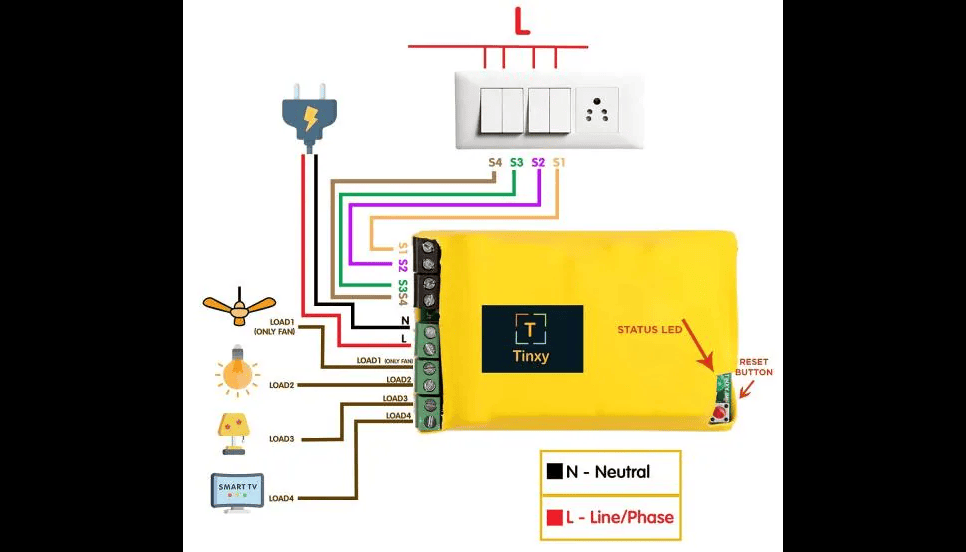 L
S4 S3 S2 S1
S1
S2
S3
S4
N
L
LOAD1
(ONLY FAN)
LOAD1 (ONLY FAN)
LOAD2
LOAD2
LOAD3
LOAD4
LOAD3
SMART TV
LOAD4
T
Tinxy
STATUS LED
RESET
BUTTON
N - Neutral
L - Line/Phase